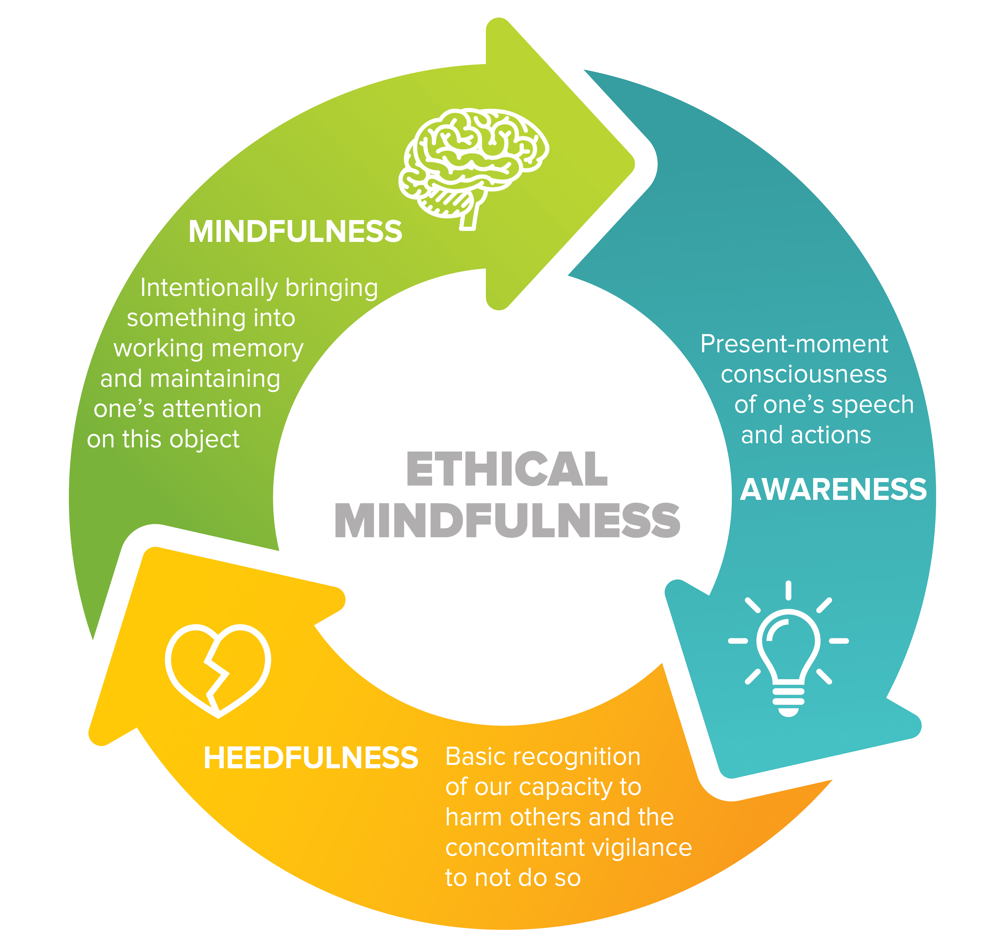 MINDFULNESS
Intentionally bringing
something into
working memory
and maintaining
one’s attention
on this object
Present-moment
consciousness
of one’s speech
and actions
AWARENESS
ETHICAL
MINDFULNESS
HEEDFULNESS
Basic recognition
of our capacity to
harm others and the
concomitant vigilance
to not do so